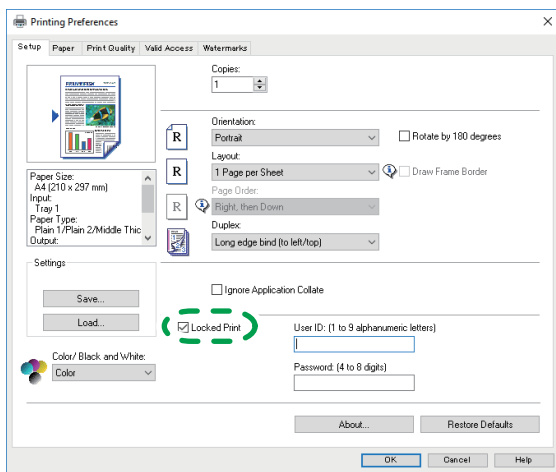 Printing Preferences
Setup Paper Print Quality Valid Access Watermarks
Copies:
1
Orientation:
R Portrait Rotate by 180 degrees
Layout:
R 1 Page per Sheet Draw Frame Border
Page Order:
R Right, then Down
Duplex:
Long edge bind (to left/top)
Paper Size:
A4 (210 x 297 mm)
Input:
Tray 1
Paper Type:
Plain 1/Plain 2/Middle Thic
Output:
Settings
Save...
Load...
Ignore Application Collate
Locked Print
User ID: (1 to 9 alphanumeric letters)
Password: (4 to 8 digits)
Color/ Black and White:
Color
About... Restore Defaults
OK Cancel Help